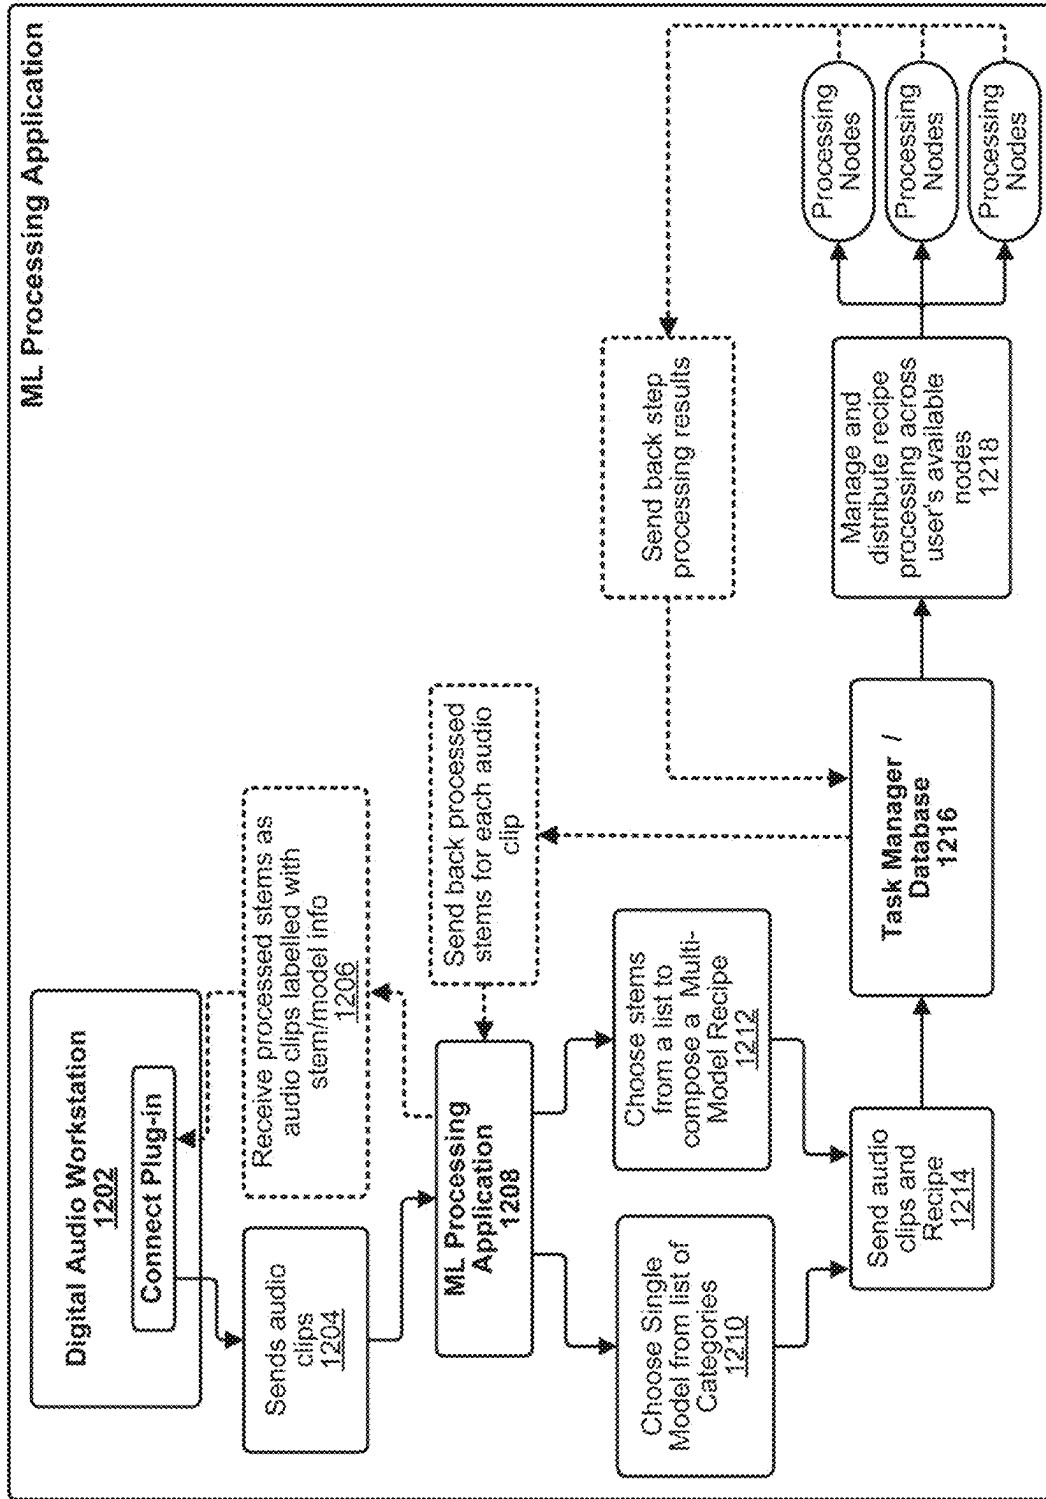 ML Processing Application
Digital Audio Workstation
1202
Connect Plug-in
Sends audio
clips
1204
Receive processed stems as
audio clips labelled with
stem/model info
1206
ML Processing
Application
1208
Send back processed
stems for each audio
clip
Choose Single
Model from list of
Categories
1210
Choose stems
from a list to
compose a Multi-
Model Recipe
1212
Send audio
clips and
Recipe
1214
Task Manager /
Database
1216
Send back step
processing results
Manage and
distribute recipe
processing across
user's available
nodes
1218
Processing
Nodes
Processing
Nodes
Processing
Nodes